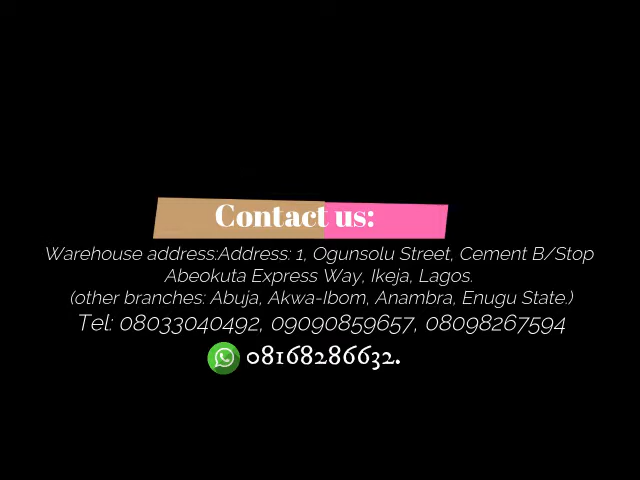 Contact us:
Warehouse address:Address: 1, Ogunsolu Street, Cement B/Stop
Abeokuta Express Way, Ikeja, Lagos.
(other branches: Abuja, Akwa-Ibom, Anambra, Enugu State.)
Tel: 08033040492, 09090859657, 08098267594
08168286632.